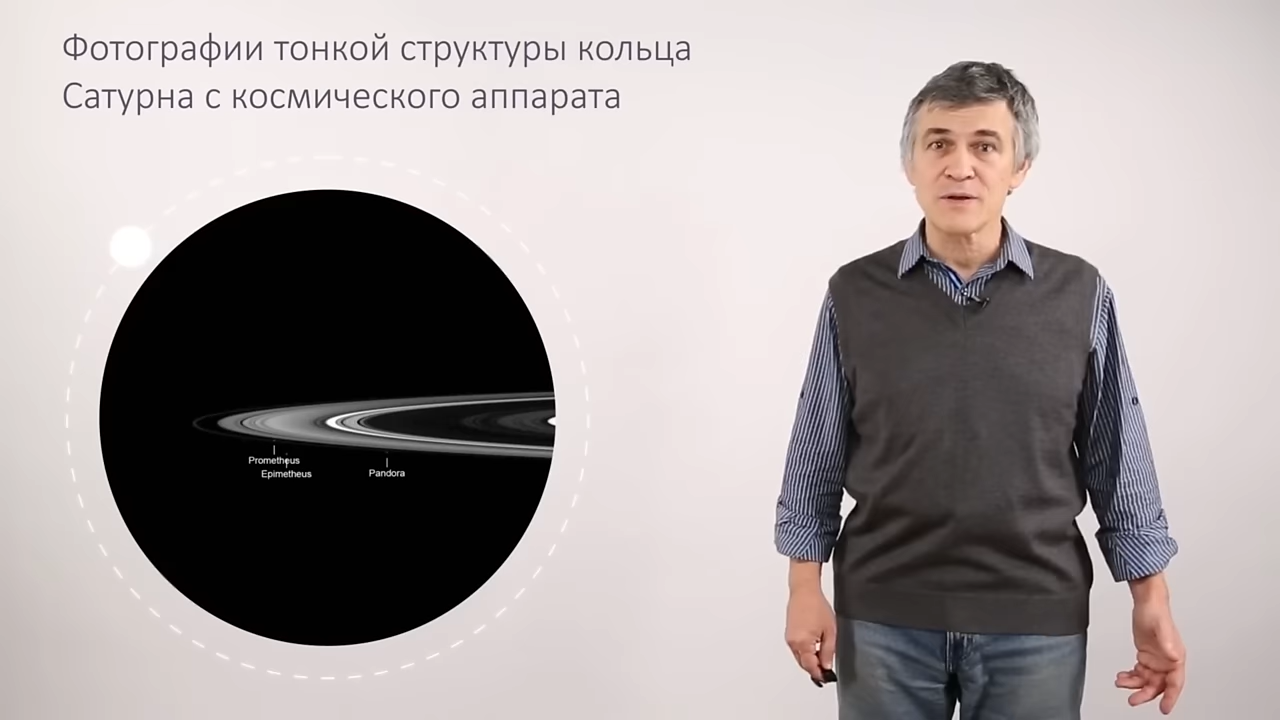 Фотографии тонкой структуры кольца
Сатурна с космического аппарата
Prometheus
Epimetheus
Pandora